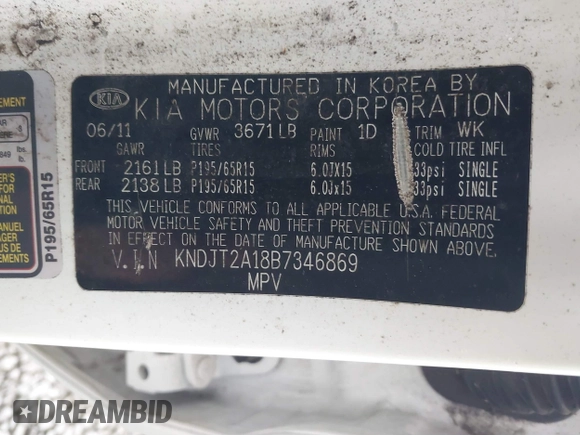 MANUFACTURED IN KOREA BY
KIA KIA MOTORS CORPORATION
06/11 GVWR 3671LB PAINT 1D TRIM WK
GAWR TIRES RIMS COLD TIRE INFL
FRONT 2161LB P195/65R15 6.0JX15 33psi SINGLE
REAR 2138LB P195/65R15 6.0Jx15 33psi SINGLE
THIS VEHICLE CONFORMS TO ALL APPLICABLE U.S.A. FEDERAL
MOTOR VEHICLE SAFETY AND THEFT PREVENTION STANDARDS
IN EFFECT ON THE DATE OF MANUFACTURE SHOWN ABOVE.
V.I.N KNDJT2A18B7346869
MPV
P195/65R15
DREAMBID